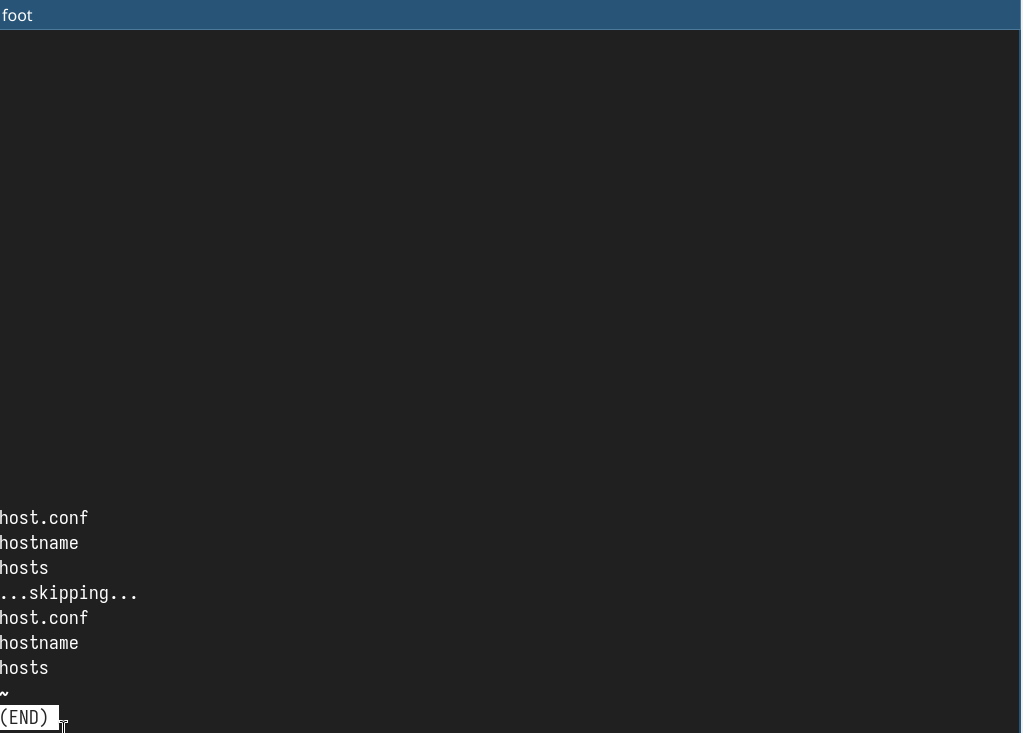 foot
host.conf
hostname
hosts
...skipping...
host.conf
hostname
hosts
~
(END)